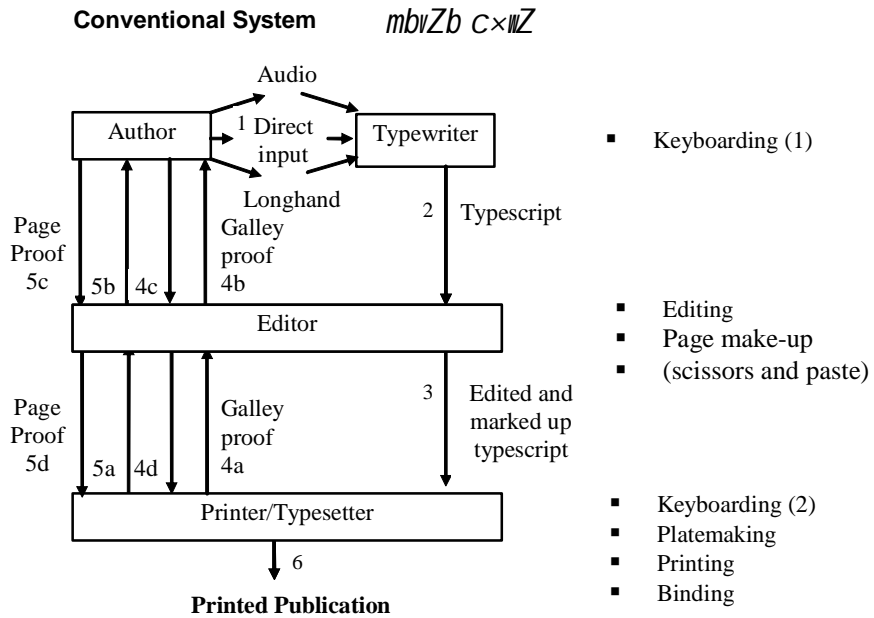 Conventional System mbvZb c×wZ
Audio
Author
1 Direct
input
Typewriter
Longhand
▪ Keyboarding (1)
2 Typescript
Page
Proof
5c
5b
4c
Galley
proof
4b
Editor
▪ Editing
▪ Page make-up
▪ (scissors and paste)
Page
Proof
5d
5a
4d
Galley
proof
4a
3 Edited and
marked up
typescript
Printer/Typesetter
▪ Keyboarding (2)
▪ Platemaking
▪ Printing
▪ Binding
6
Printed Publication